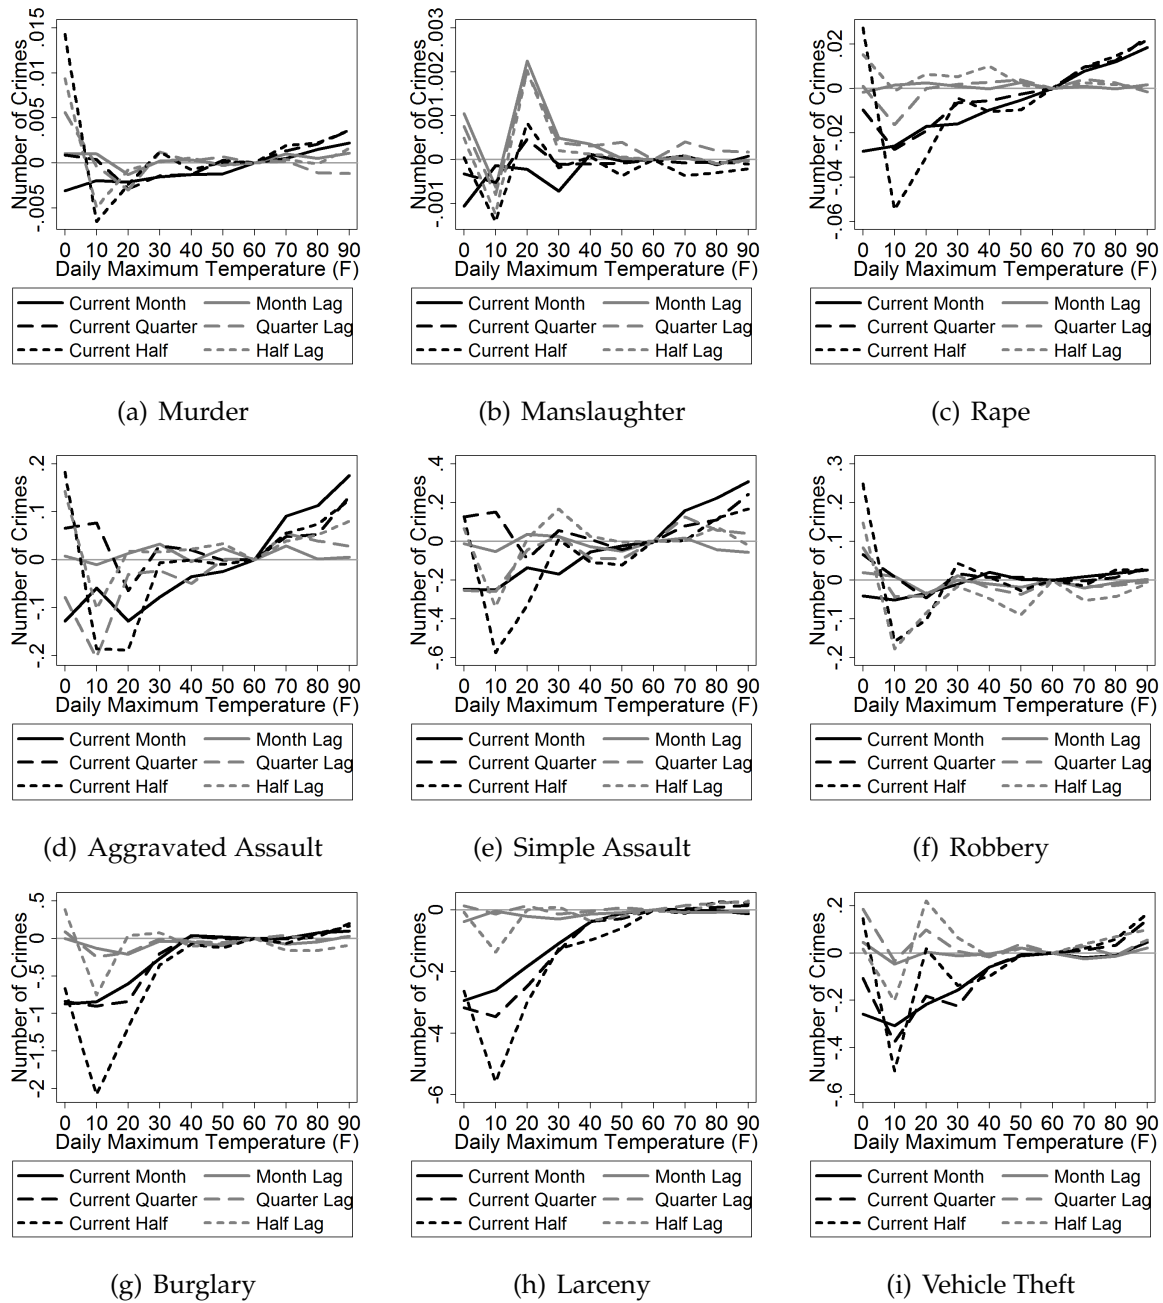 Number of Crimes
-.005 0 .005 .01 .015
0 10 20 30 40 50 60 70 80 90
Daily Maximum Temperature (F)
Current Month Month Lag
Current Quarter Quarter Lag
Current Half Half Lag
(a) Murder
Number of Crimes
-.001 0 .001 .002 .003
0 10 20 30 40 50 60 70 80 90
Daily Maximum Temperature (F)
Current Month Month Lag
Current Quarter Quarter Lag
Current Half Half Lag
(b) Manslaughter
Number of Crimes
-.06 -.04 -.02 0 .02
0 10 20 30 40 50 60 70 80 90
Daily Maximum Temperature (F)
Current Month Month Lag
Current Quarter Quarter Lag
Current Half Half Lag
(c) Rape
Number of Crimes
-.2 -.1 0 .1 .2
0 10 20 30 40 50 60 70 80 90
Daily Maximum Temperature (F)
Current Month Month Lag
Current Quarter Quarter Lag
Current Half Half Lag
(d) Aggravated Assault
Number of Crimes
-.6 -.4 -.2 0 .2 .4
0 10 20 30 40 50 60 70 80 90
Daily Maximum Temperature (F)
Current Month Month Lag
Current Quarter Quarter Lag
Current Half Half Lag
(e) Simple Assault
Number of Crimes
-.2 -.1 0 .1 .2 .3
0 10 20 30 40 50 60 70 80 90
Daily Maximum Temperature (F)
Current Month Month Lag
Current Quarter Quarter Lag
Current Half Half Lag
(f) Robbery
Number of Crimes
-2 -1.5 -1 -.5 0 .5
0 10 20 30 40 50 60 70 80 90
Daily Maximum Temperature (F)
Current Month Month Lag
Current Quarter Quarter Lag
Current Half Half Lag
(g) Burglary
Number of Crimes
-6 -4 -2 0
0 10 20 30 40 50 60 70 80 90
Daily Maximum Temperature (F)
Current Month Month Lag
Current Quarter Quarter Lag
Current Half Half Lag
(h) Larceny
Number of Crimes
-.6 -.4 -.2 0 .2
0 10 20 30 40 50 60 70 80 90
Daily Maximum Temperature (F)
Current Month Month Lag
Current Quarter Quarter Lag
Current Half Half Lag
(i) Vehicle Theft